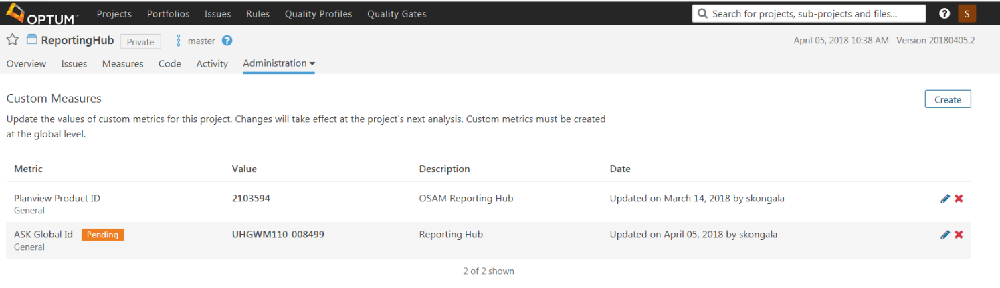 OPTUM™ Projects Portfolios Issues Rules Quality Profiles Quality Gates Search for projects, sub-projects and files... ? S
ReportingHub Private master ? April 05, 2018 10:38 AM Version 20180405.2
Overview Issues Measures Code Activity Administration
Custom Measures Create
Update the values of custom metrics for this project. Changes will take effect at the project's next analysis. Custom metrics must be created
at the global level.
Metric Value Description Date
Planview Product ID 2103594 OSAM Reporting Hub Updated on March 14, 2018 by skongala
General
ASK Global Id Pending UHGWM110-008499 Reporting Hub Updated on April 05, 2018 by skongala
General
2 of 2 shown